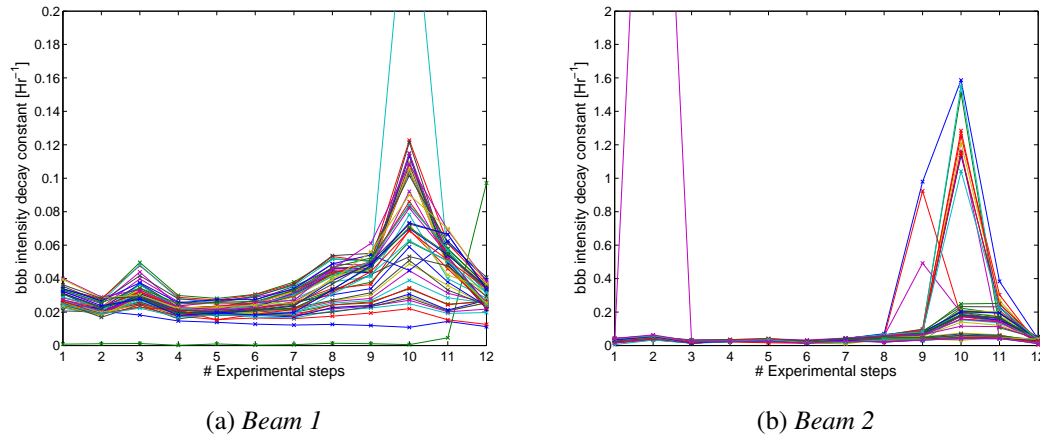 bbb intensity decay constant [Hr⁻¹]
0.2
0.18
0.16
0.14
0.12
0.1
0.08
0.06
0.04
0.02
0
1 2 3 4 5 6 7 8 9 10 11 12
# Experimental steps
(a) Beam 1
bbb intensity decay constant [Hr⁻¹]
2
1.8
1.6
1.4
1.2
1
0.8
0.6
0.4
0.2
0
1 2 3 4 5 6 7 8 9 10 11 12
# Experimental steps
(b) Beam 2